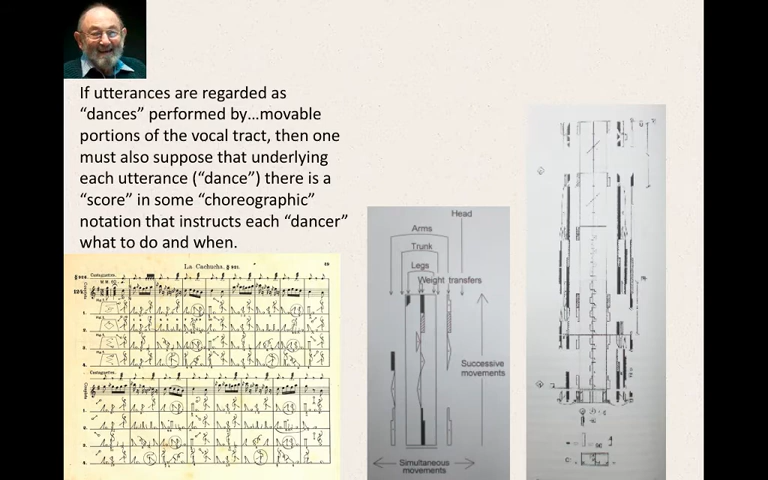 If utterances are regarded as
“dances” performed by…movable
portions of the vocal tract, then one
must also suppose that underlying
each utterance (“dance”) there is a
“score” in some “choreographic”
notation that instructs each “dancer”
what to do and when.
La Cachucha.
Castagnettes.
Castagnettes.
Head
Arms
Trunk
Legs
Weight transfers
Successive
movements
Simultaneous
movements